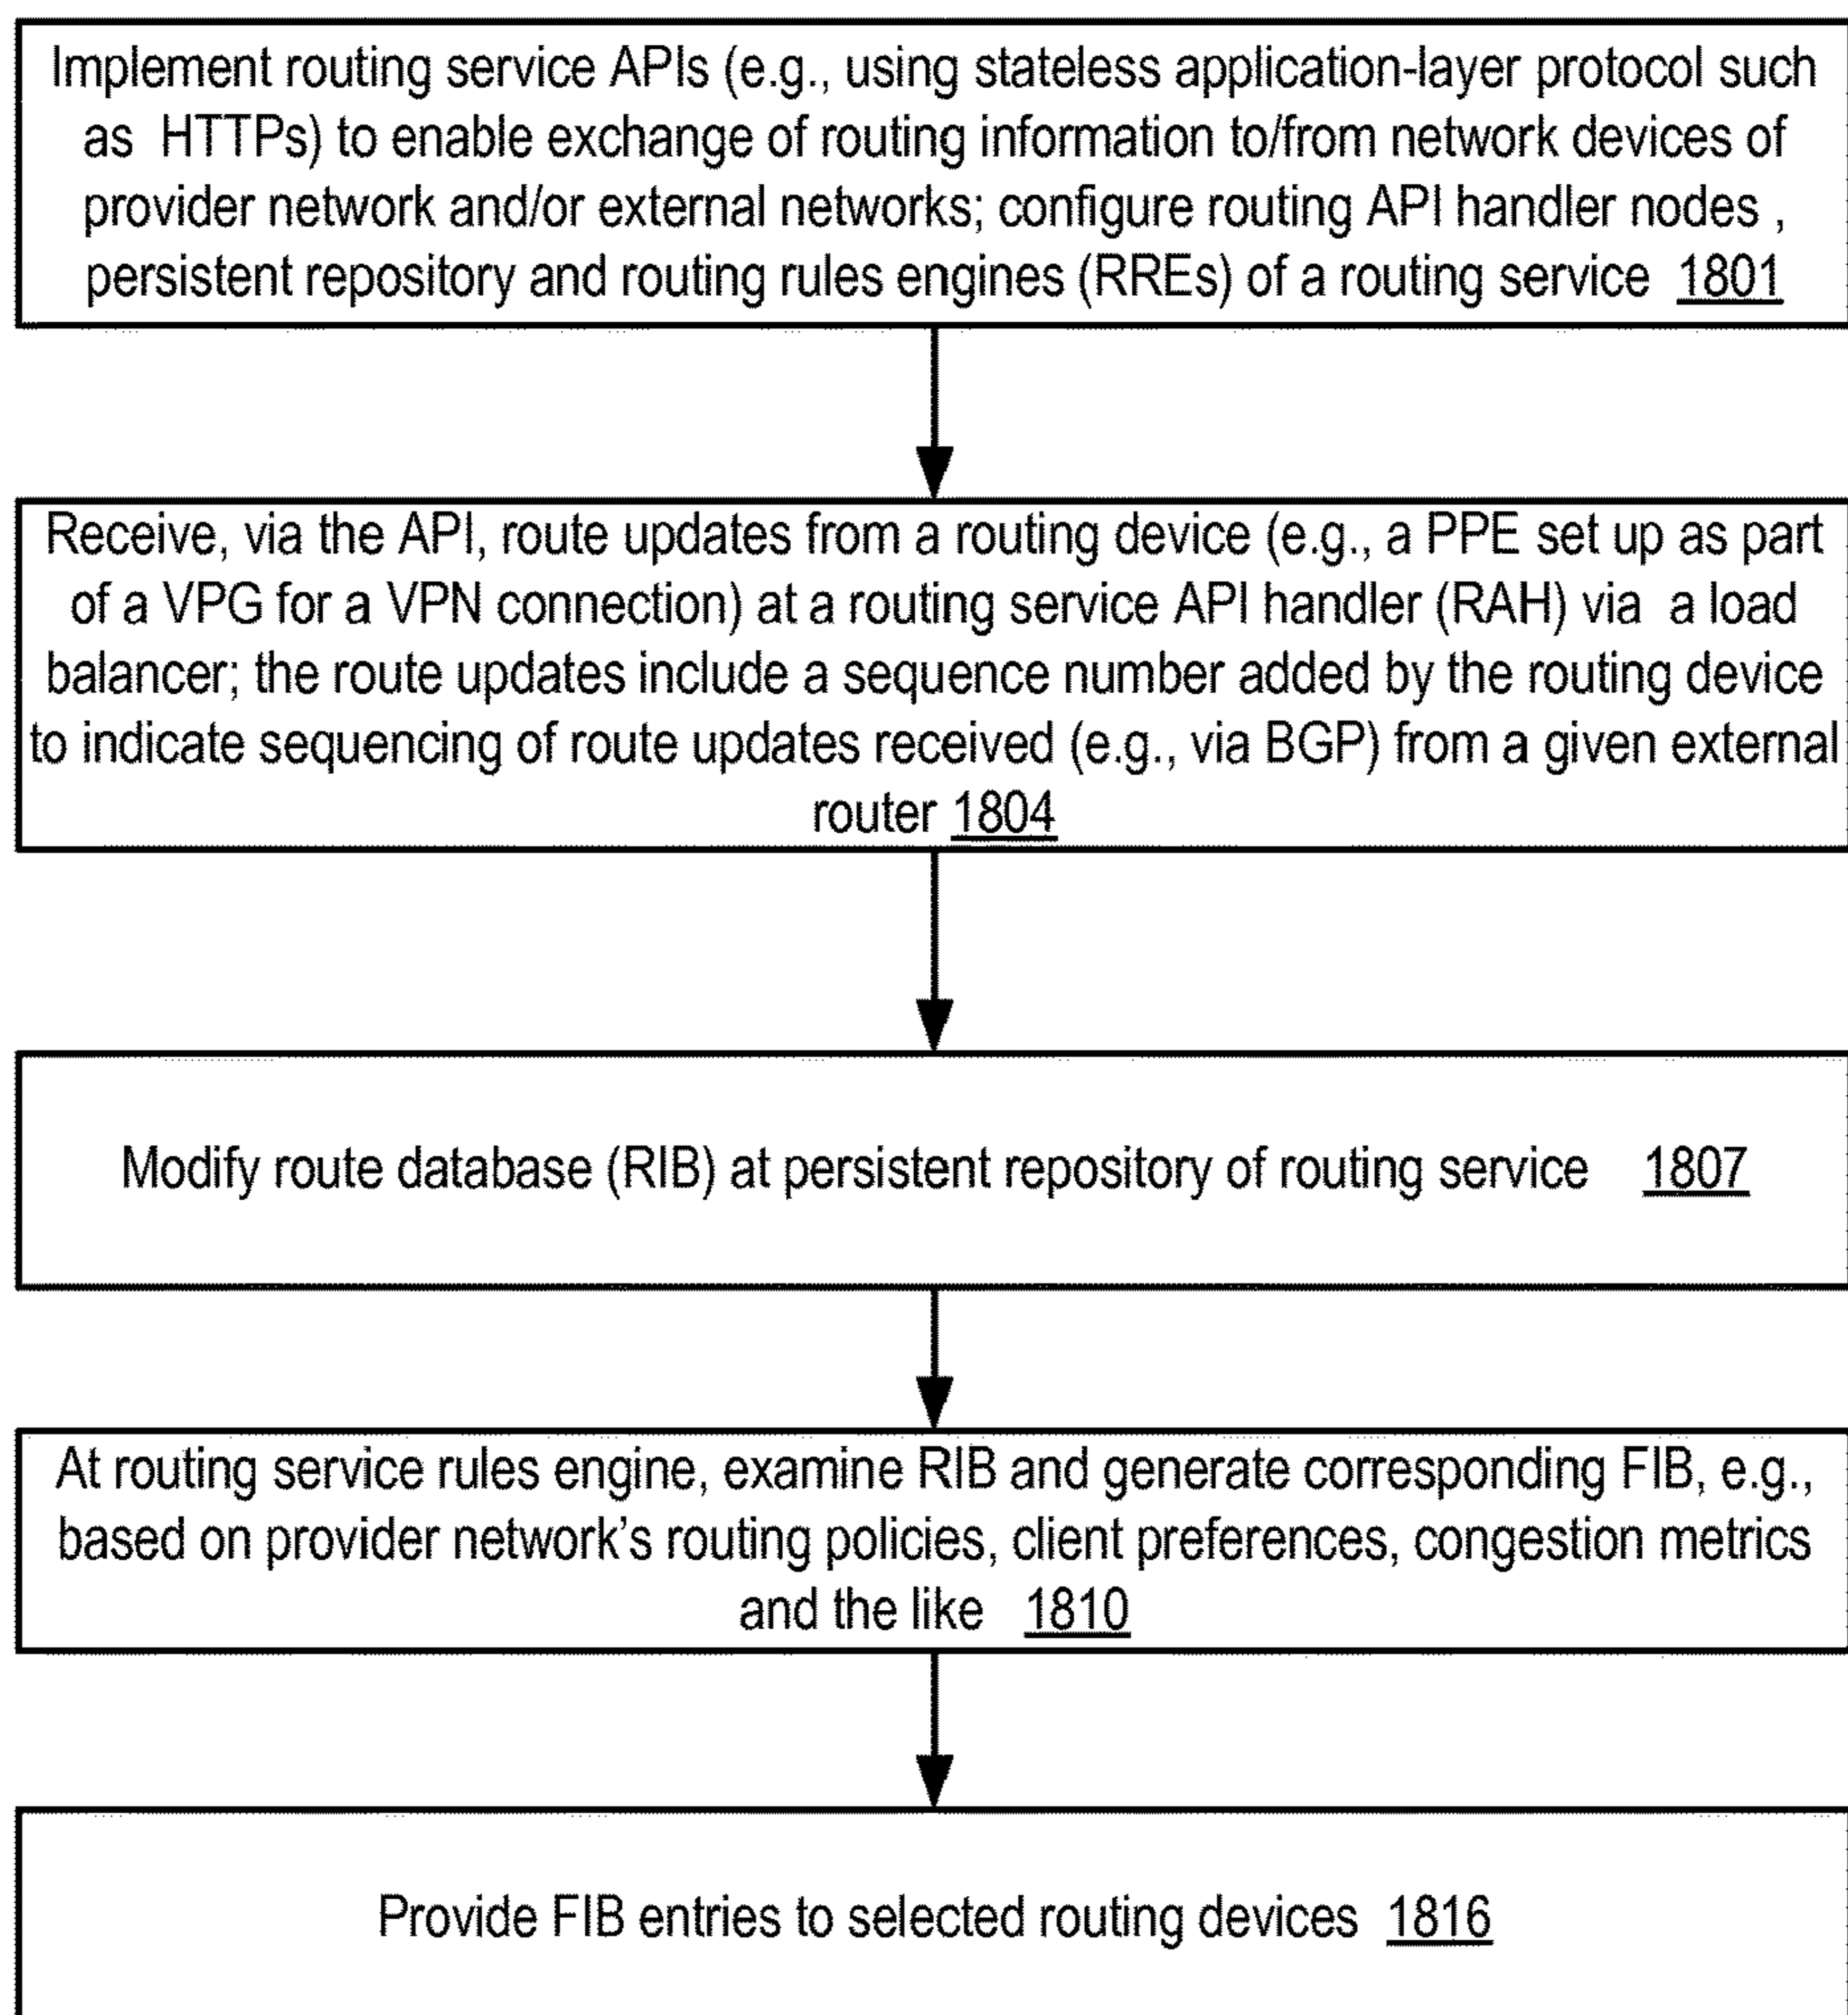 Implement routing service APIs (e.g., using stateless application-layer protocol such
as HTTPs) to enable exchange of routing information to/from network devices of
provider network and/or external networks; configure routing API handler nodes ,
persistent repository and routing rules engines (RREs) of a routing service 1801
Receive, via the API, route updates from a routing device (e.g., a PPE set up as part
of a VPG for a VPN connection) at a routing service API handler (RAH) via a load
balancer; the route updates include a sequence number added by the routing device
to indicate sequencing of route updates received (e.g., via BGP) from a given external
router 1804
Modify route database (RIB) at persistent repository of routing service 1807
At routing service rules engine, examine RIB and generate corresponding FIB, e.g.,
based on provider network's routing policies, client preferences, congestion metrics
and the like 1810
Provide FIB entries to selected routing devices 1816